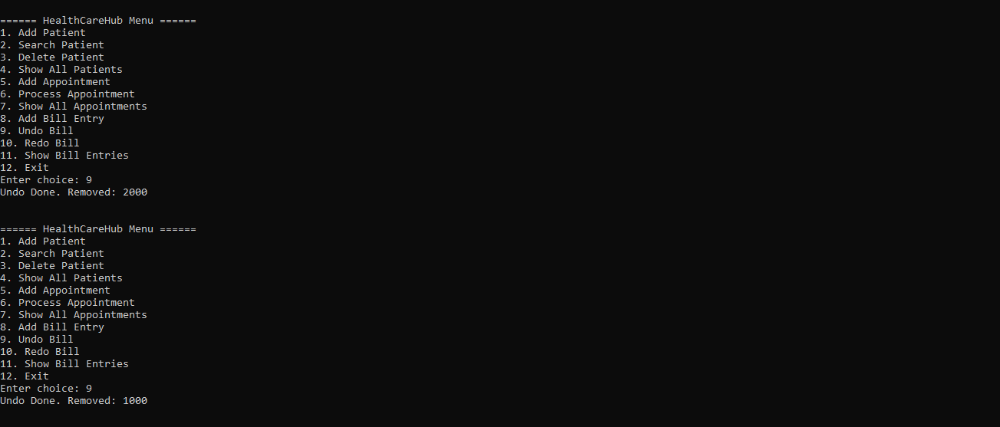 ====== HealthCareHub Menu ======
1. Add Patient
2. Search Patient
3. Delete Patient
4. Show All Patients
5. Add Appointment
6. Process Appointment
7. Show All Appointments
8. Add Bill Entry
9. Undo Bill
10. Redo Bill
11. Show Bill Entries
12. Exit
Enter choice: 9
Undo Done. Removed: 2000
====== HealthCareHub Menu ======
1. Add Patient
2. Search Patient
3. Delete Patient
4. Show All Patients
5. Add Appointment
6. Process Appointment
7. Show All Appointments
8. Add Bill Entry
9. Undo Bill
10. Redo Bill
11. Show Bill Entries
12. Exit
Enter choice: 9
Undo Done. Removed: 1000